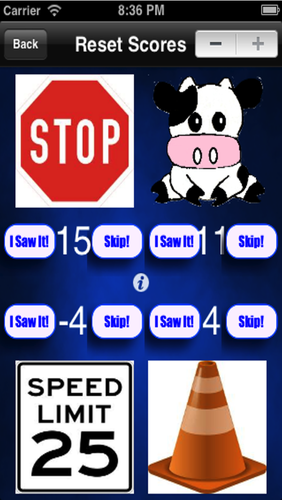 Carrier 8:36 PM
Back Reset Scores - +
STOP
I Saw It! 15 Skip! I Saw It! 11 Skip!
i
I Saw It! -4 Skip! I Saw It! 4 Skip!
SPEED
LIMIT
25